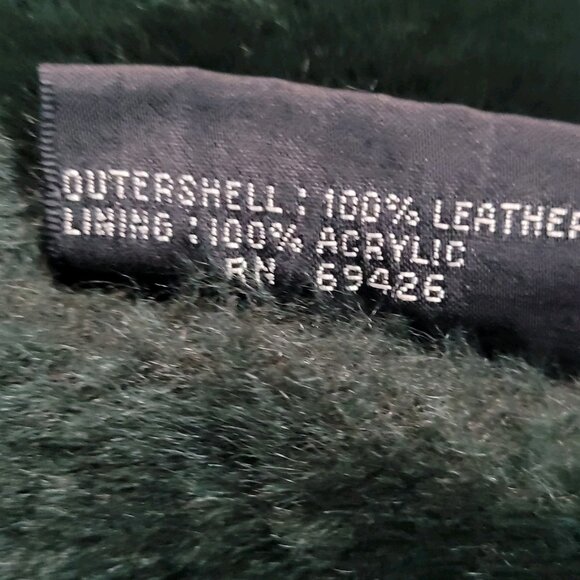 OUTERSHELL : 100% LEATHER
LINING : 100% ACRYLIC
RN 69426